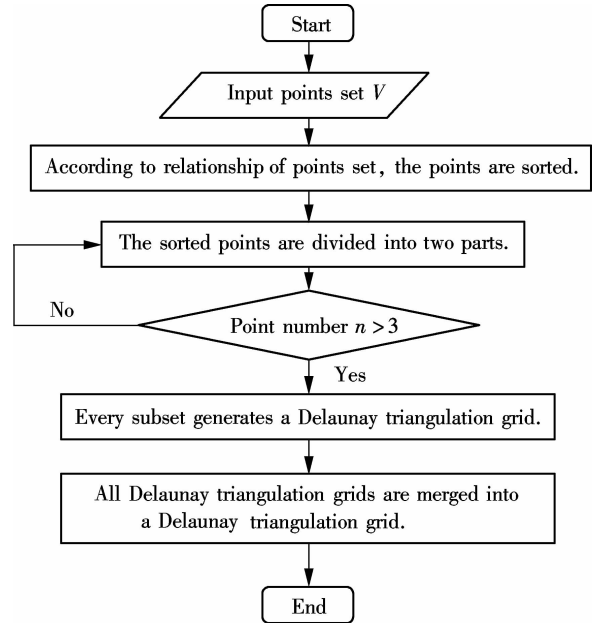 Start
Input points set V
According to relationship of points set, the points are sorted.
The sorted points are divided into two parts.
No
Point number n > 3
Yes
Every subset generates a Delaunay triangulation grid.
All Delaunay triangulation grids are merged into
a Delaunay triangulation grid.
End